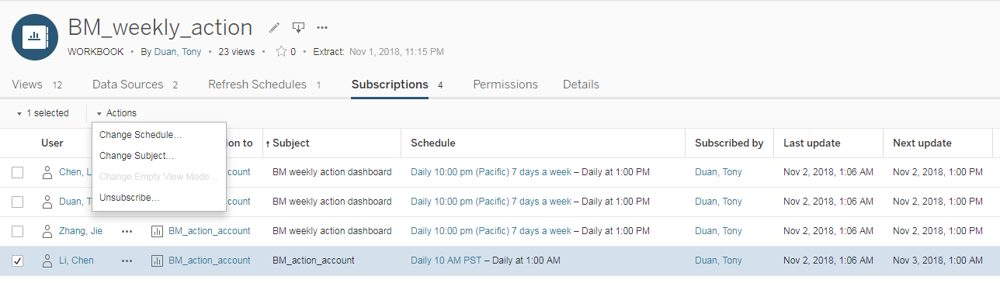 BM_weekly_action
WORKBOOK • By Duan, Tony • 23 views • 0 • Extract: Nov 1, 2018, 11:15 PM
Views 12 Data Sources 2 Refresh Schedules 1 Subscriptions 4 Permissions Details
1 selected Actions
Change Schedule...
Change Subject...
Change Empty View Mode...
Unsubscribe...
User on to Subject Schedule Subscribed by Last update Next update
Chen, L count BM weekly action dashboard Daily 10:00 pm (Pacific) 7 days a week – Daily at 1:00 PM Duan, Tony Nov 2, 2018, 1:06 AM Nov 2, 2018, 1:00 PM
Duan, T count BM weekly action dashboard Daily 10:00 pm (Pacific) 7 days a week – Daily at 1:00 PM Duan, Tony Nov 2, 2018, 1:06 AM Nov 2, 2018, 1:00 PM
Zhang, Jie ••• BM_action_account BM weekly action dashboard Daily 10:00 pm (Pacific) 7 days a week – Daily at 1:00 PM Duan, Tony Nov 2, 2018, 1:06 AM Nov 2, 2018, 1:00 PM
Li, Chen ••• BM_action_account BM_action_account Daily 10 AM PST – Daily at 1:00 AM Duan, Tony Nov 2, 2018, 1:06 AM Nov 3, 2018, 1:00 AM